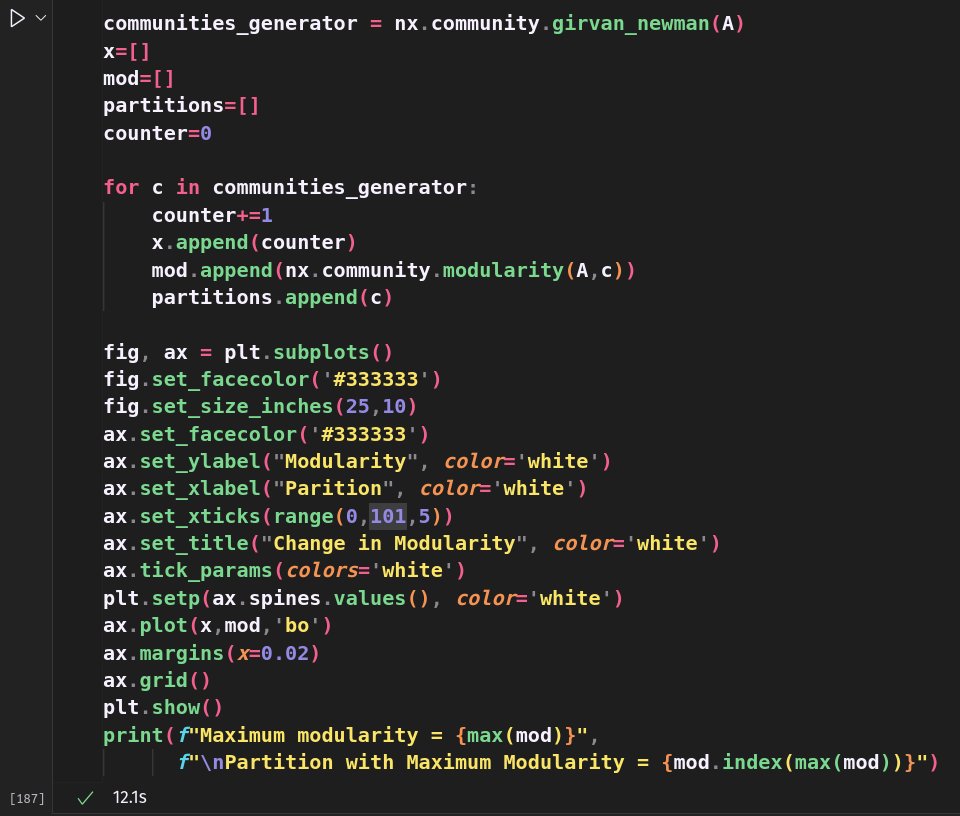 communities_generator = nx.community.girvan_newman(A)
x=[]
mod=[]
partitions=[]
counter=0

for c in communities_generator:
    counter+=1
    x.append(counter)
    mod.append(nx.community.modularity(A,c))
    partitions.append(c)

fig, ax = plt.subplots()
fig.set_facecolor('#333333')
fig.set_size_inches(25,10)
ax.set_facecolor('#333333')
ax.set_ylabel("Modularity", color='white')
ax.set_xlabel("Parition", color='white')
ax.set_xticks(range(0,101,5))
ax.set_title("Change in Modularity", color='white')
ax.tick_params(colors='white')
plt.setp(ax.spines.values(), color='white')
ax.plot(x,mod,'bo')
ax.margins(x=0.02)
ax.grid()
plt.show()
print(f"Maximum modularity = {max(mod)}",
      f"\nPartition with Maximum Modularity = {mod.index(max(mod))}")
[187] 12.1s